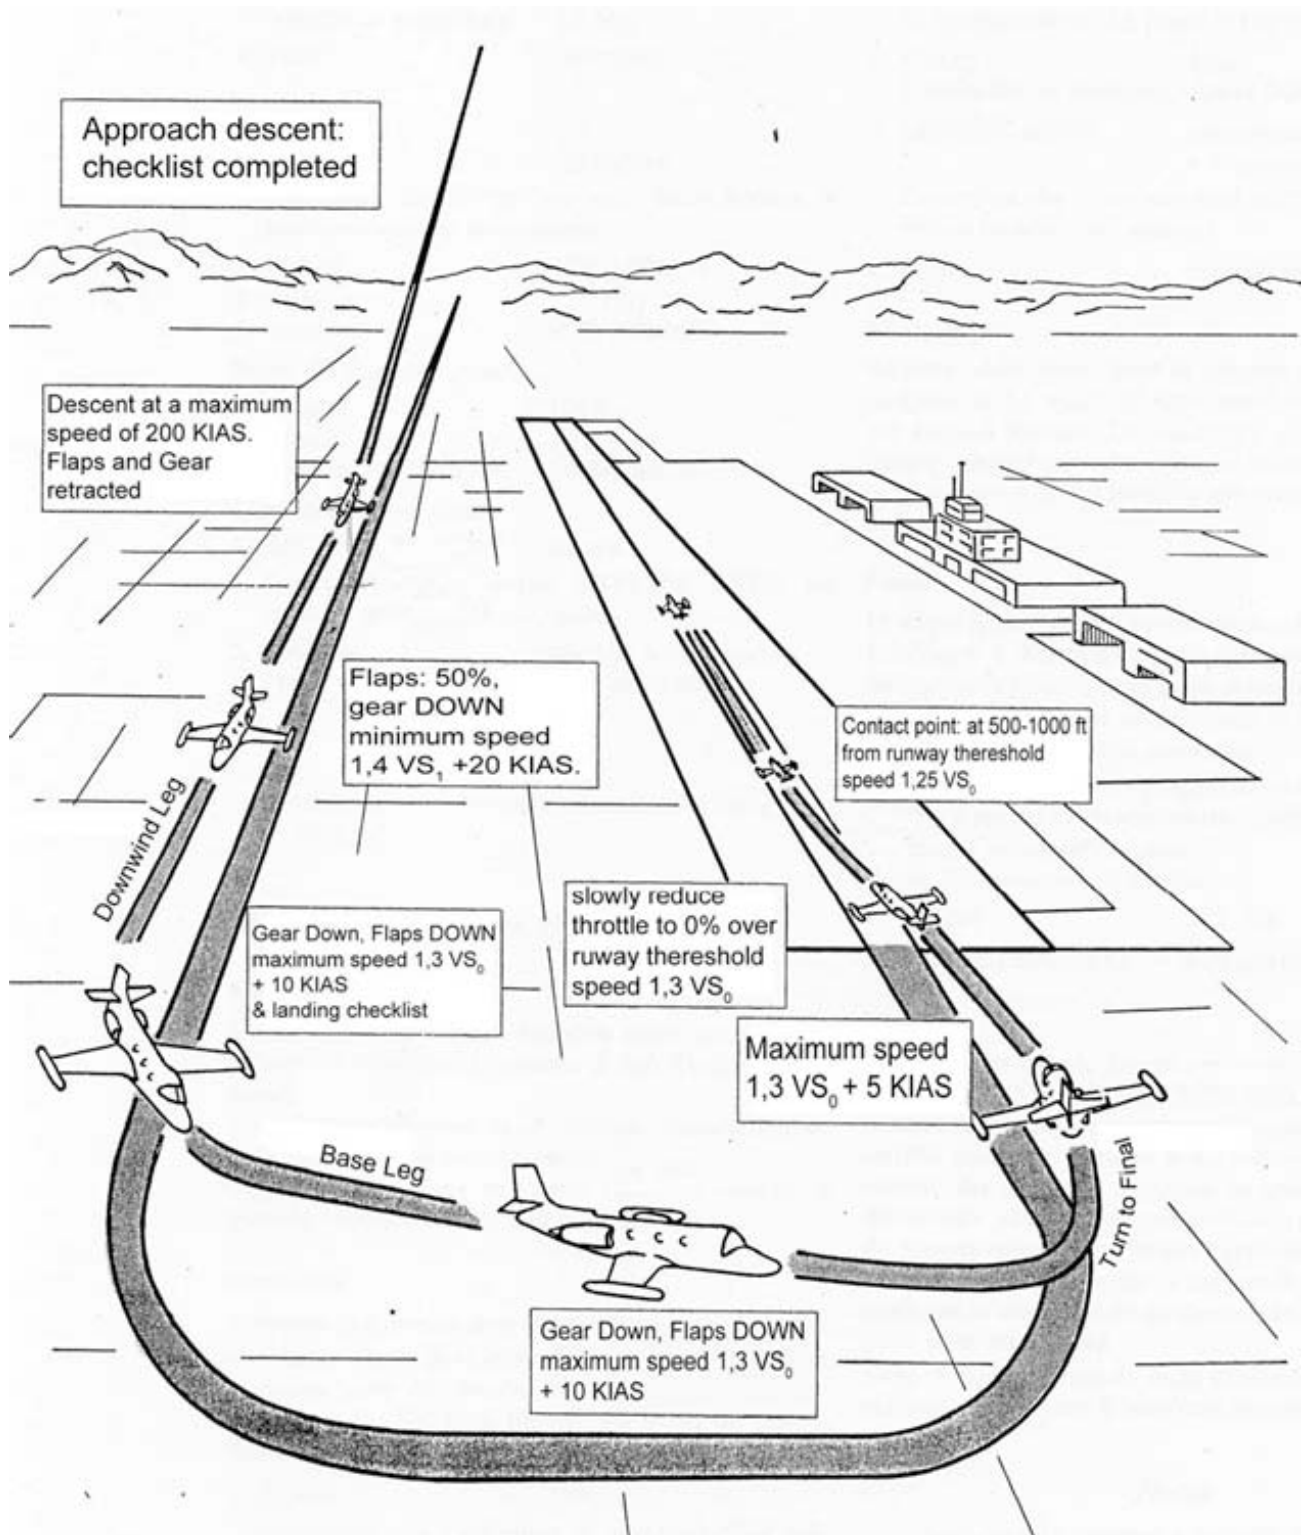 Approach descent:
checklist completed
Descent at a maximum
speed of 200 KIAS.
Flaps and Gear
retracted
Flaps: 50%,
gear DOWN
minimum speed
1,4 VS₁ +20 KIAS.
Contact point: at 500-1000 ft
from runway thereshold
speed 1,25 VS₀
Downwind Leg
slowly reduce
throttle to 0% over
ruway thereshold
speed 1,3 VS₀
Gear Down, Flaps DOWN
maximum speed 1,3 VS₀
+ 10 KIAS
& landing checklist
Maximum speed
1,3 VS₀ + 5 KIAS
Base Leg
Turn to Final
Gear Down, Flaps DOWN
maximum speed 1,3 VS₀
+ 10 KIAS